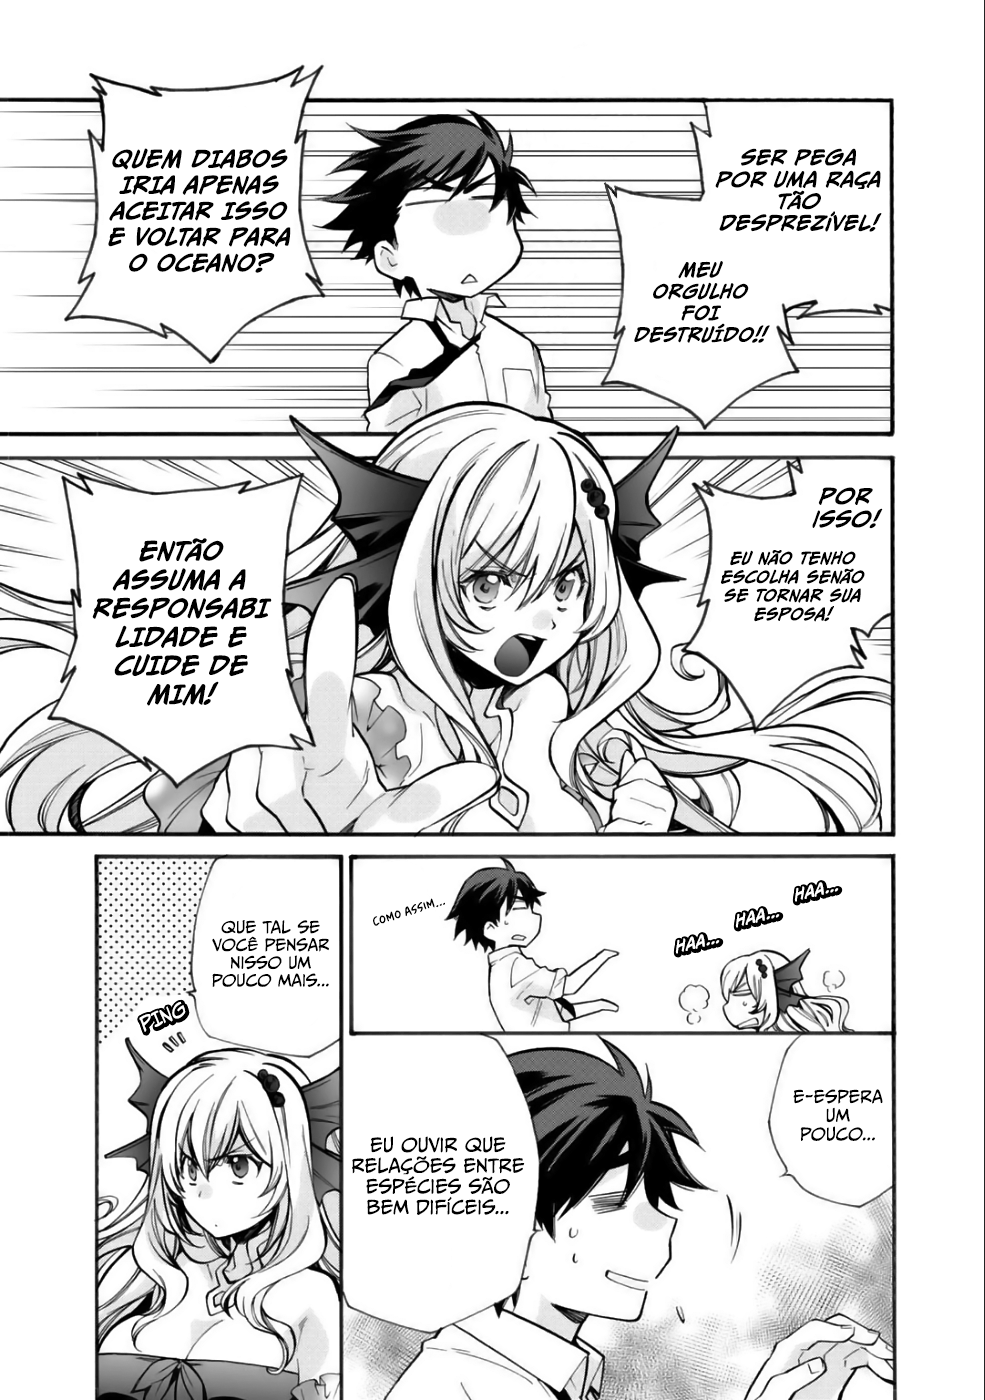 SER PEGA
POR UMA RAÇA
TÃO
DESPREZÍVEL!
MEU
ORGULHO
FOI
DESTRUÍDO!!
QUEM DIABOS
IRIA APENAS
ACEITAR ISSO
E VOLTAR PARA
O OCEANO?
POR
ISSO!
EU NÃO TENHO
ESCOLHA SENÃO
SE TORNAR SUA
ESPOSA!
ENTÃO
ASSUMA A
RESPONSABI
LIDADE E
CUIDE DE
MIM!
HAA...
HAA...
HAA...
COMO ASSIM...
E-ESPERA
UM
POUCO...
EU OUVIR QUE
RELAÇÕES ENTRE
ESPÉCIES SÃO
BEM DIFÍCEIS...
QUE TAL SE
VOCÊ PENSAR
NISSO UM
POUCO MAIS...
PING